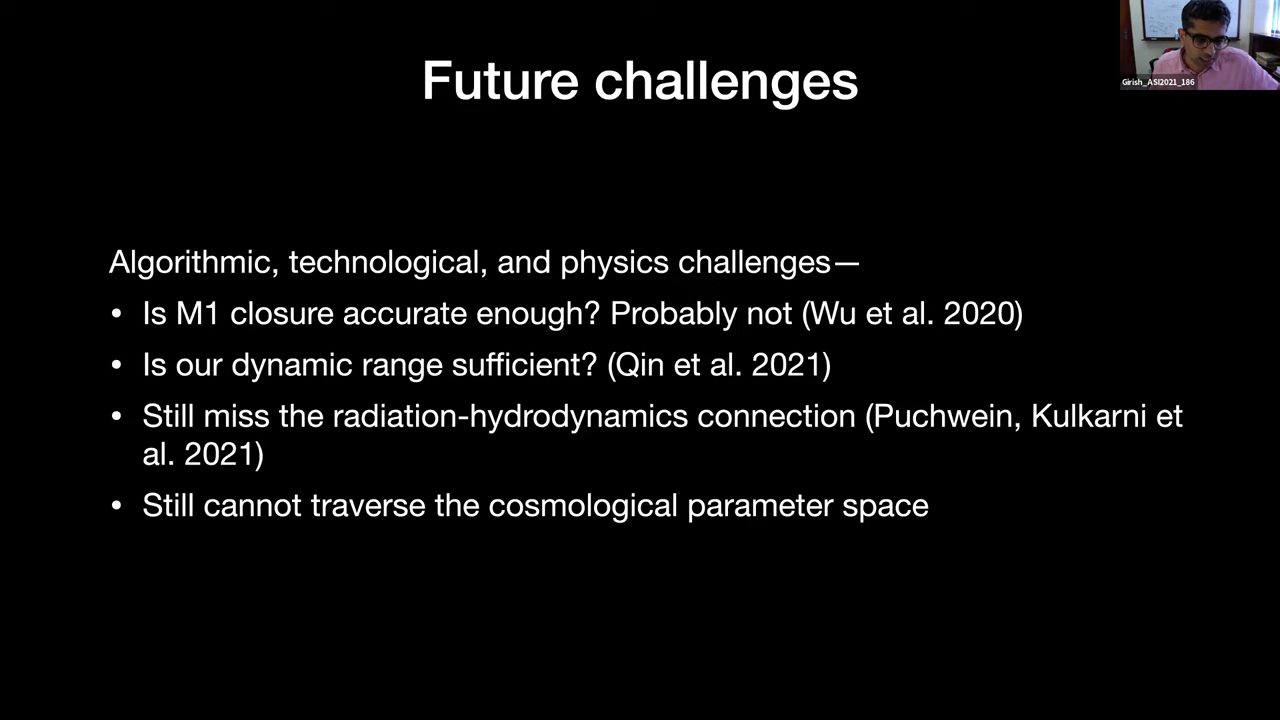 Future challenges
Girish_ASI2021_186
Algorithmic, technological, and physics challenges—
• Is M1 closure accurate enough? Probably not (Wu et al. 2020)
• Is our dynamic range sufficient? (Qin et al. 2021)
• Still miss the radiation-hydrodynamics connection (Puchwein, Kulkarni et
al. 2021)
• Still cannot traverse the cosmological parameter space